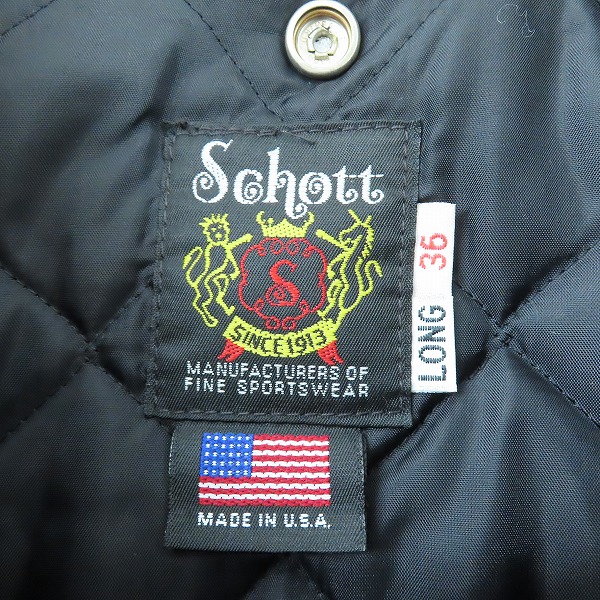 Schott
S
SINCE 1913
MANUFACTURERS OF
FINE SPORTSWEAR
LONG 36
MADE IN U.S.A.